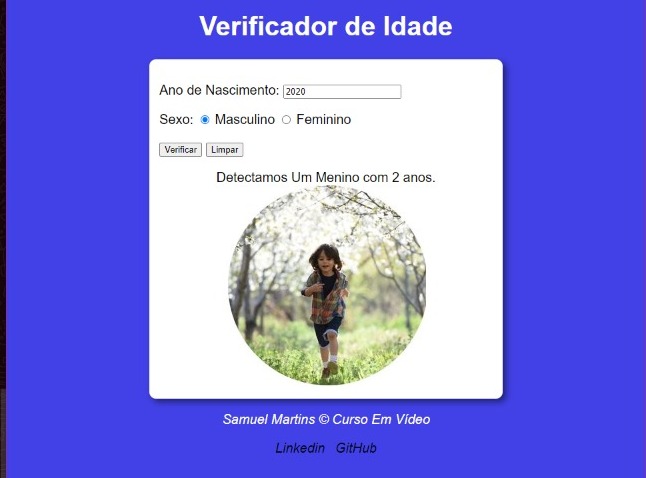 Verificador de Idade
Ano de Nascimento: 2020
Sexo: Masculino Feminino
Verificar Limpar
Detectamos Um Menino com 2 anos.
Samuel Martins © Curso Em Vídeo
Linkedin GitHub